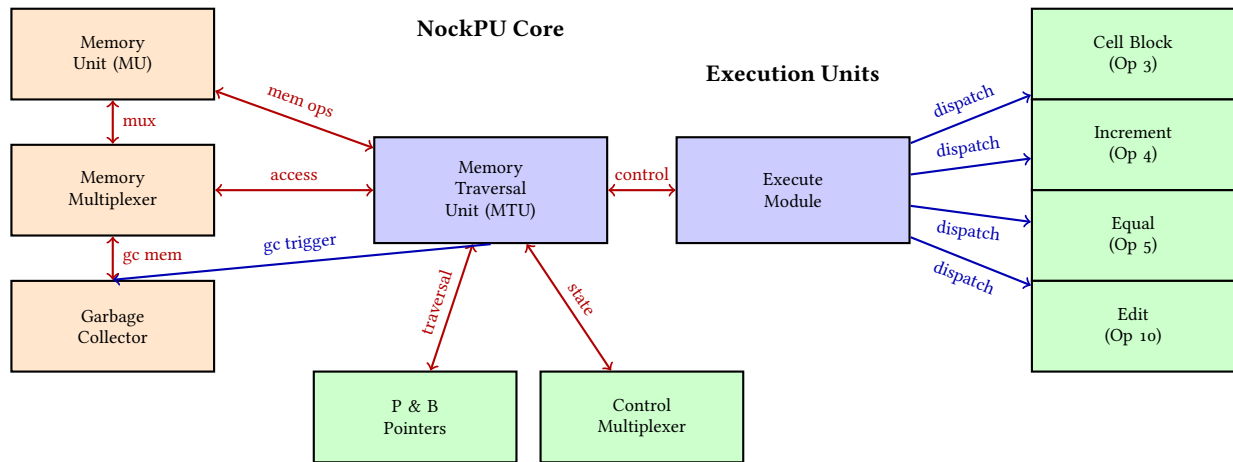 NockPU Core
Execution Units
Memory
Unit (MU)
mux
Memory
Multiplexer
gc mem
Garbage
Collector
mem ops
access
gc trigger
Memory
Traversal
Unit (MTU)
traversal
state
P & B
Pointers
Control
Multiplexer
control
Execute
Module
dispatch
dispatch
dispatch
dispatch
Cell Block
(Op 3)
Increment
(Op 4)
Equal
(Op 5)
Edit
(Op 10)